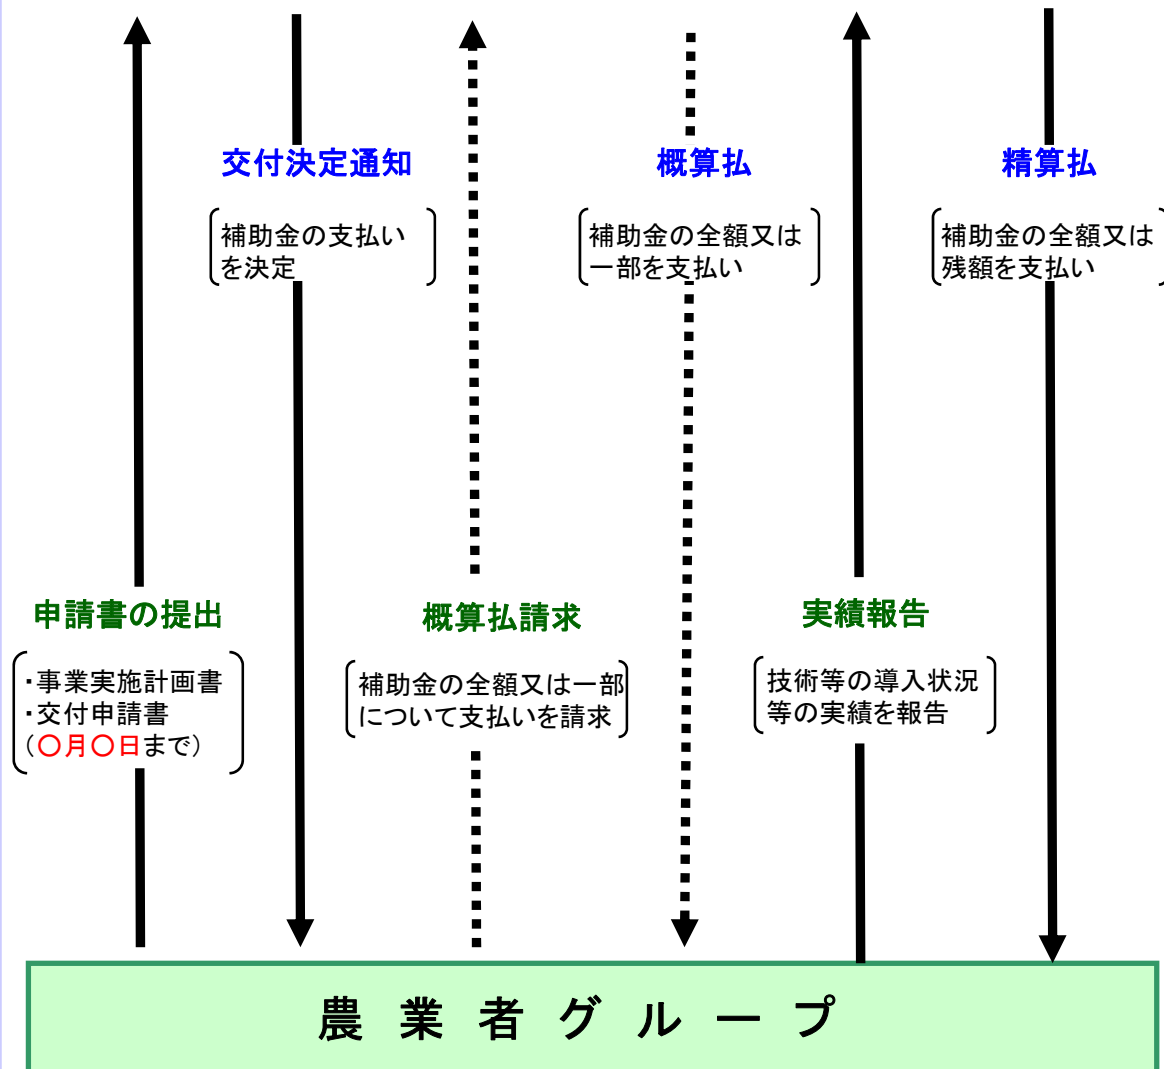 交付決定通知
補助金の支払い
を決定
概算払
補助金の全額又は
一部を支払い
精算払
補助金の全額又は
残額を支払い
申請書の提出
・事業実施計画書
・交付申請書
(〇月〇日まで)
概算払請求
補助金の全額又は一部
について支払いを請求
実績報告
技術等の導入状況
等の実績を報告
農業者グループ